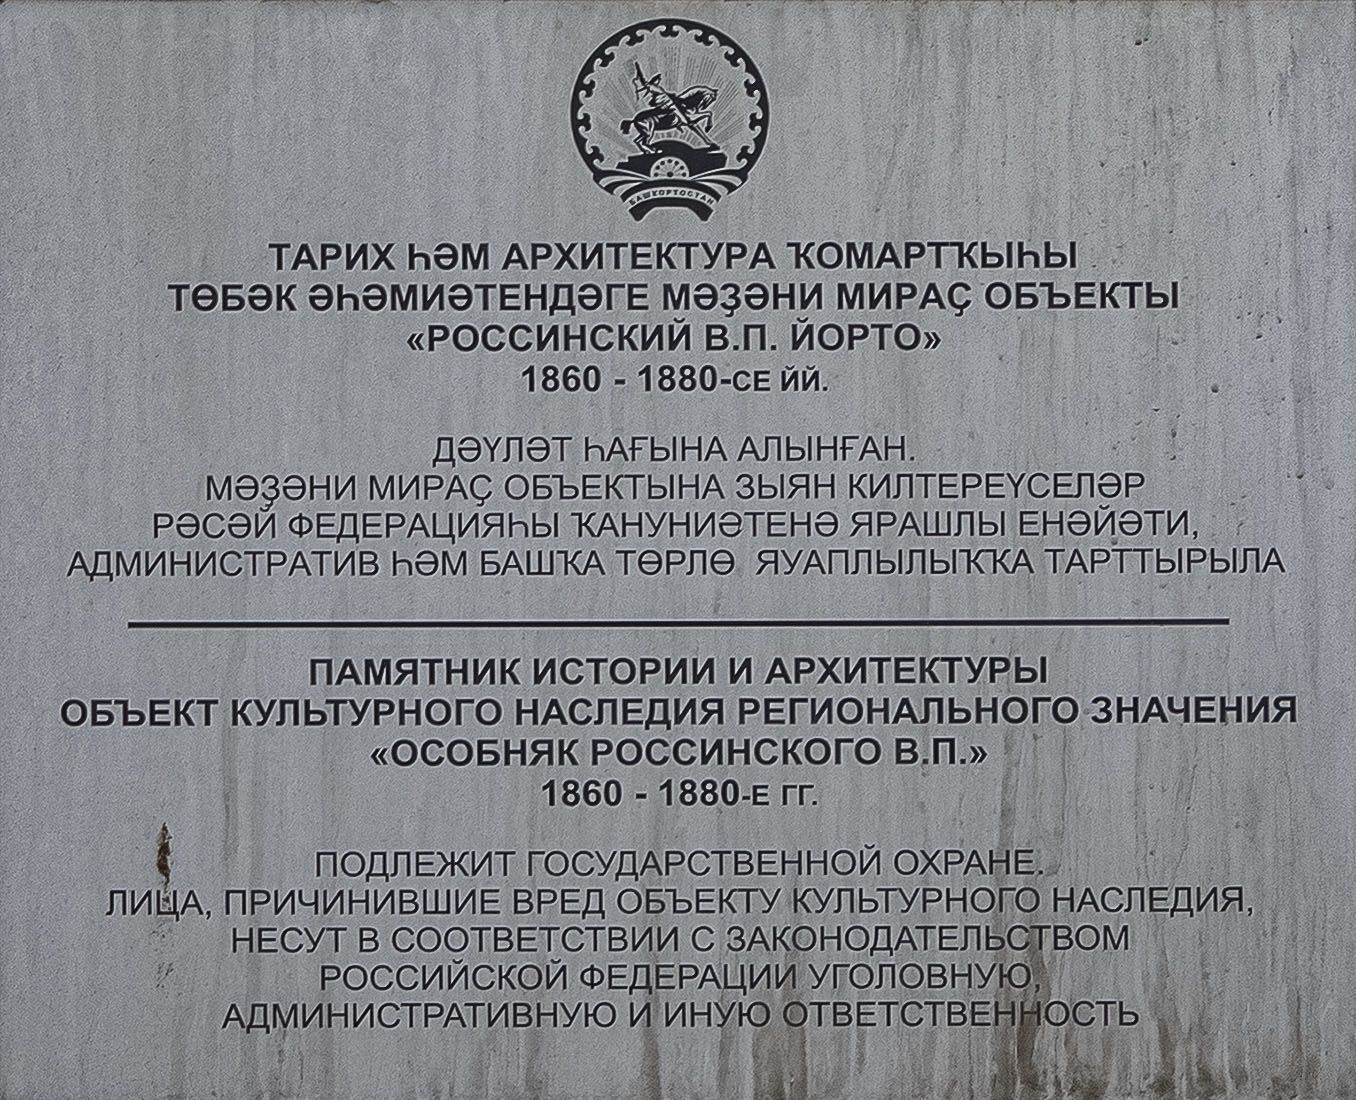 БАШКОРТОСТАН
ТАРИХ ҺӘМ АРХИТЕКТУРА ҠОМАРТҠЫҺЫ
ТӨБӘК ӘҺӘМИӘТЕНДӘГЕ МӘҘӘНИ МИРАҪ ОБЪЕКТЫ
«РОССИНСКИЙ В.П. ЙОРТО»
1860 - 1880-СЕ ЙЙ.
ДӘҮЛӘТ ҺАҒЫНА АЛЫНҒАН.
МӘҘӘНИ МИРАҪ ОБЪЕКТЫНА ЗЫЯН КИЛТЕРЕҮСЕЛӘР
РӘСӘЙ ФЕДЕРАЦИЯҺЫ ҠАНУНИӘТЕНӘ ЯРАШЛЫ ЕНӘЙӘТИ,
АДМИНИСТРАТИВ ҺӘМ БАШҠА ТӨРЛӨ ЯУАПЛЫЛЫҠҠА ТАРТТЫРЫЛА
ПАМЯТНИК ИСТОРИИ И АРХИТЕКТУРЫ
ОБЪЕКТ КУЛЬТУРНОГО НАСЛЕДИЯ РЕГИОНАЛЬНОГО ЗНАЧЕНИЯ
«ОСОБНЯК РОССИНСКОГО В.П.»
1860 - 1880-Е ГГ.
ПОДЛЕЖИТ ГОСУДАРСТВЕННОЙ ОХРАНЕ.
ЛИЦА, ПРИЧИНИВШИЕ ВРЕД ОБЪЕКТУ КУЛЬТУРНОГО НАСЛЕДИЯ,
НЕСУТ В СООТВЕТСТВИИ С ЗАКОНОДАТЕЛЬСТВОМ
РОССИЙСКОЙ ФЕДЕРАЦИИ УГОЛОВНУЮ,
АДМИНИСТРАТИВНУЮ И ИНУЮ ОТВЕТСТВЕННОСТЬ